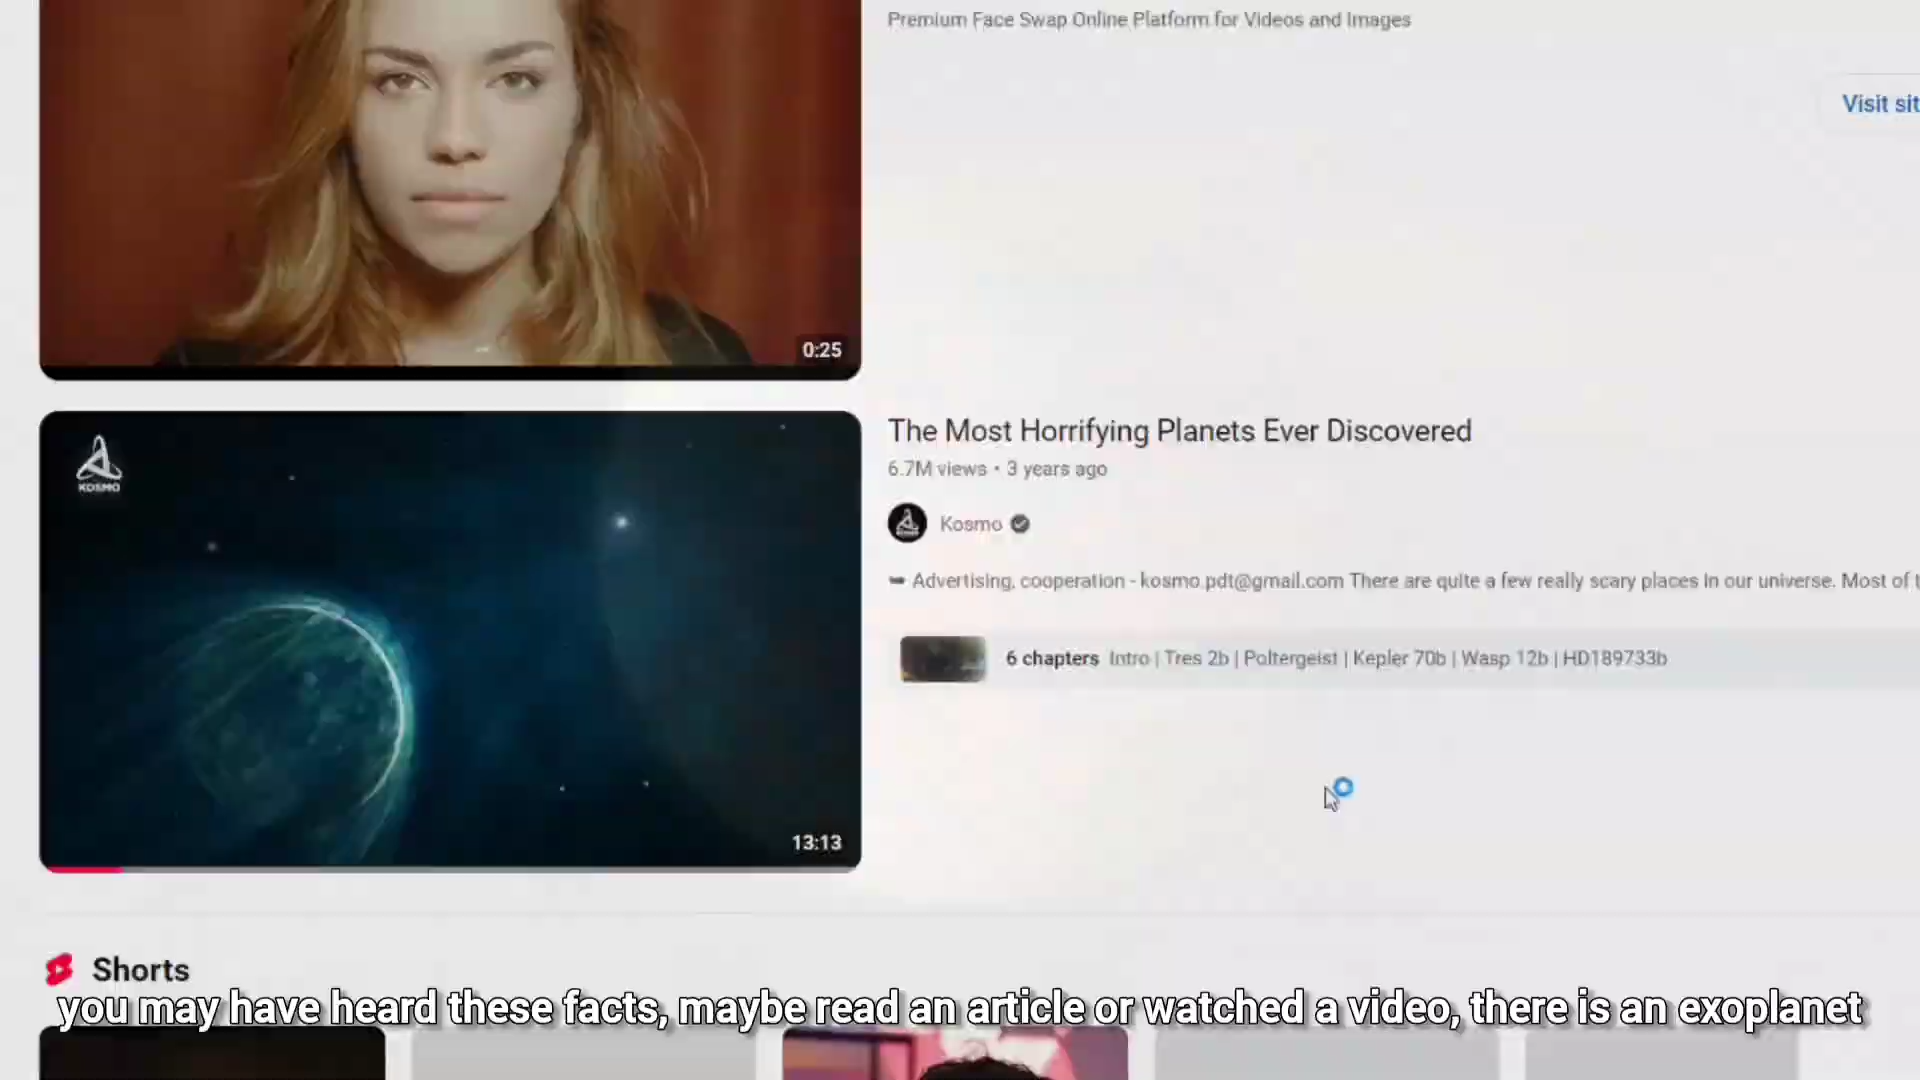 Premium Face Swap Online Platform for Videos and Images
Visit sit
0:25
KOSMO
13:13
The Most Horrifying Planets Ever Discovered
6.7M views • 3 years ago
Kosmo
➥ Advertising, cooperation - kosmo.pdt@gmail.com There are quite a few really scary places in our universe. Most of t
6 chapters Intro | Tres 2b | Poltergeist | Kepler 70b | Wasp 12b | HD189733b
Shorts
you may have heard these facts, maybe read an article or watched a video, there is an exoplanet